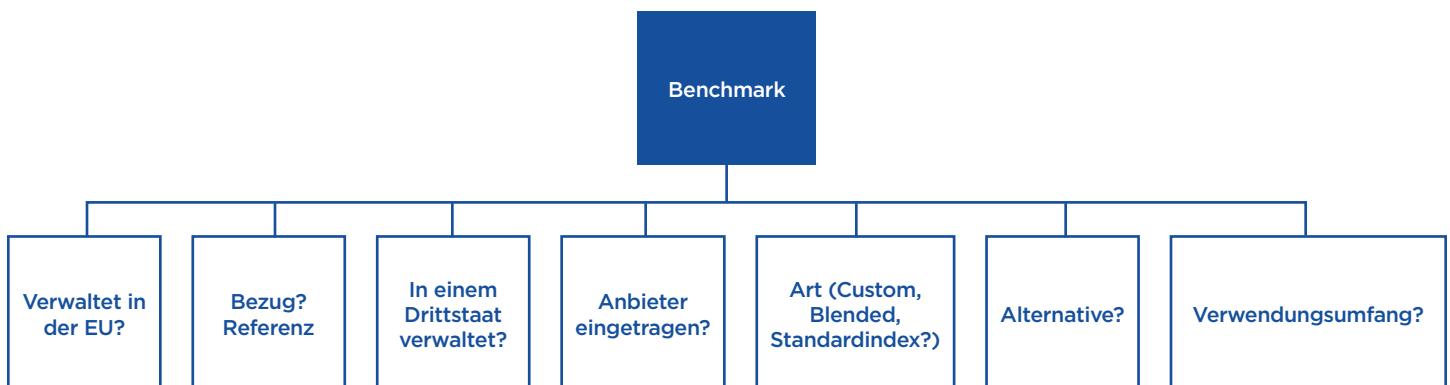 Benchmark
Verwaltet in
der EU?
Bezug?
Referenz
In einem
Drittstaat
verwaltet?
Anbieter
eingetragen?
Art (Custom,
Blended,
Standardindex?)
Alternative?
Verwendungsumfang?